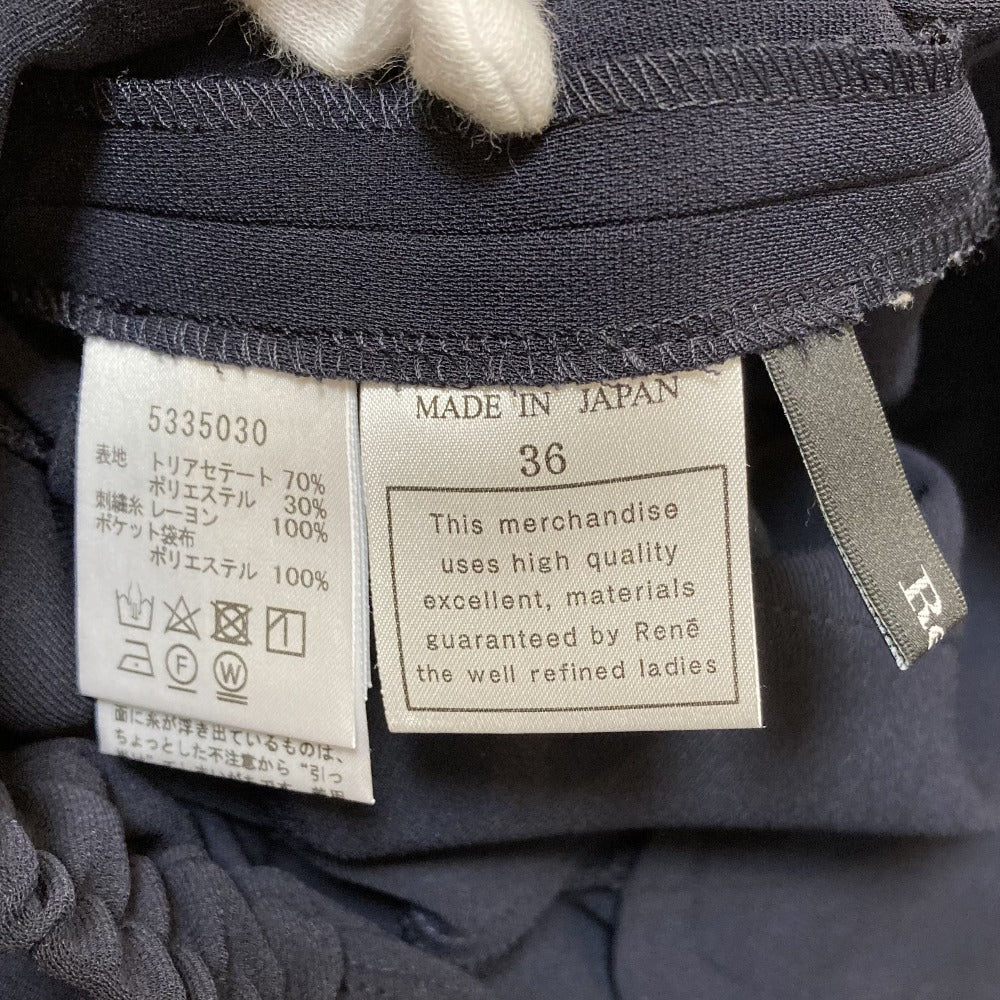 5335030
表地 トリアセテート 70%
ポリエステル 30%
刺繍糸 レーヨン 100%
ポケット袋布
ポリエステル 100%
F W
面に糸が浮き出ているものは、
ちょっとした不注意から "引っ
MADE IN JAPAN
36
This merchandise
uses high quality
excellent, materials
guaranteed by Renē
the well refined ladies
Re